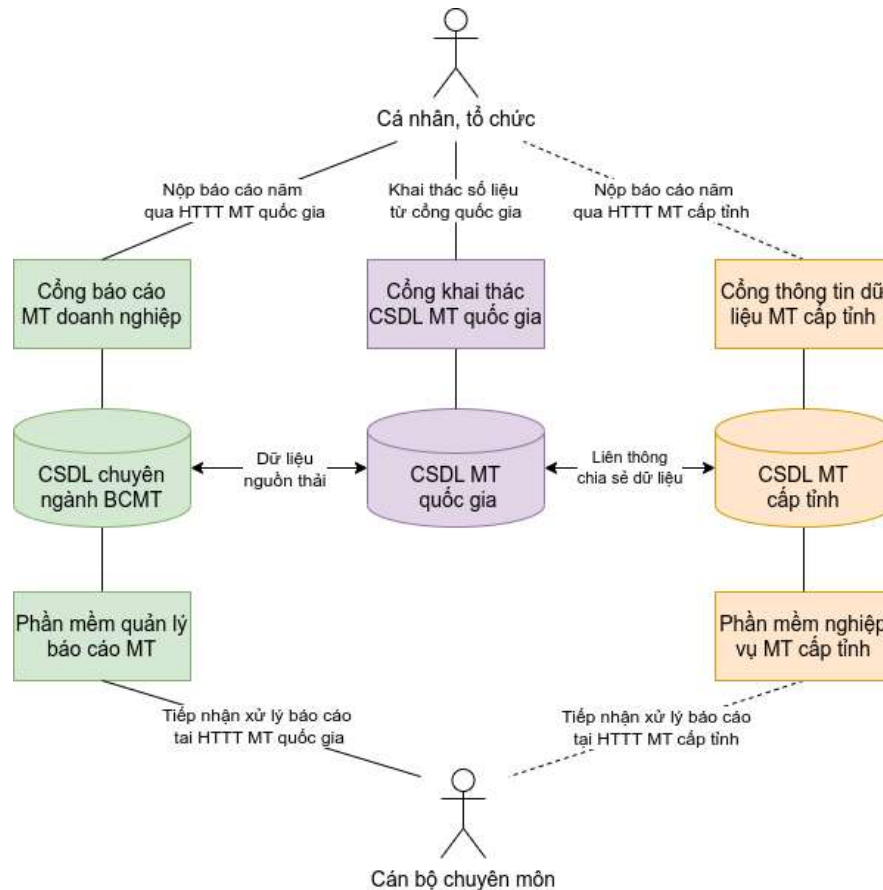 Cá nhân, tổ chức
Nộp báo cáo năm
qua HTTT MT quốc gia
Khai thác số liệu
từ cổng quốc gia
Nộp báo cáo năm
qua HTTT MT cấp tỉnh
Cổng báo cáo
MT doanh nghiệp
Cổng khai thác
CSDL MT quốc gia
Cổng thông tin dữ
liệu MT cấp tỉnh
CSDL chuyên
ngành BCMT
Dữ liệu
nguồn thải
CSDL MT
quốc gia
Liên thông
chia sẻ dữ liệu
CSDL MT
cấp tỉnh
Phần mềm quản lý
báo cáo MT
Phần mềm nghiệp
vụ MT cấp tỉnh
Tiếp nhận xử lý báo cáo
tai HTTT MT quốc gia
Tiếp nhận xử lý báo cáo
tại HTTT MT cấp tỉnh
Cán bộ chuyên môn